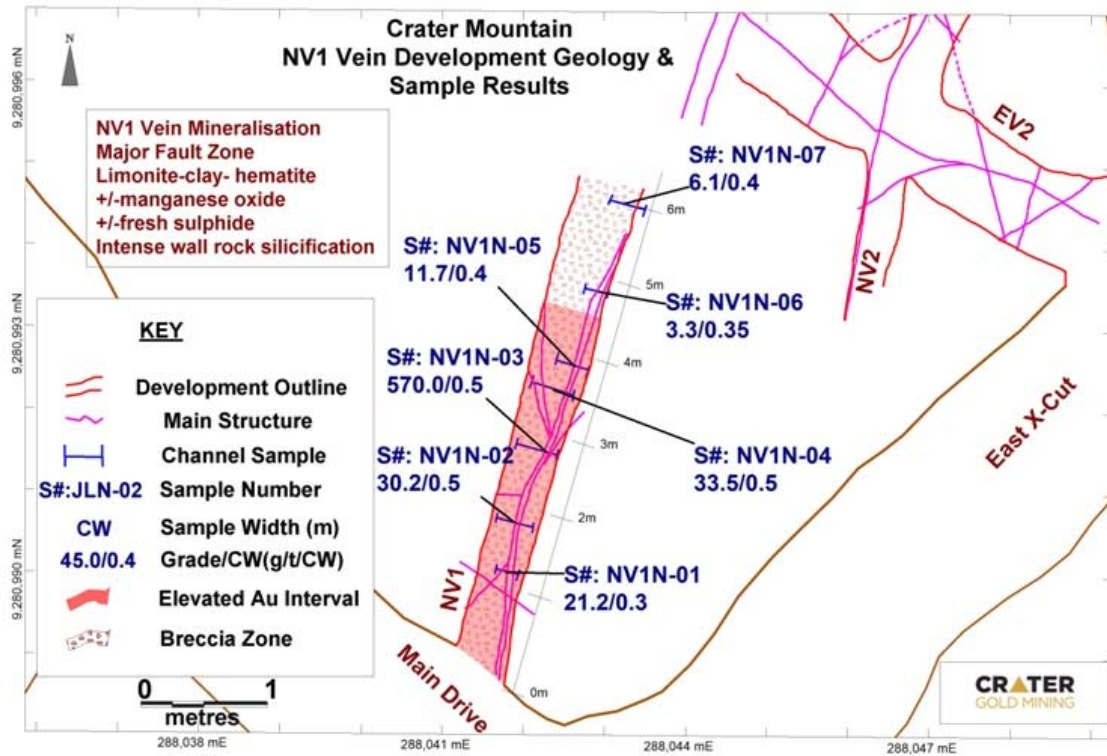 Crater Mountain
NV1 Vein Development Geology &
Sample Results
N
NV1 Vein Mineralisation
Major Fault Zone
Limonite-clay- hematite
+/-manganese oxide
+/-fresh sulphide
Intense wall rock silicification
KEY
Development Outline
Main Structure
Channel Sample
S#:JLN-02 Sample Number
CW Sample Width (m)
45.0/0.4 Grade/CW(g/t/CW)
Elevated Au Interval
Breccia Zone
0 1
metres
S#: NV1N-07
6.1/0.4
S#: NV1N-05
11.7/0.4
S#: NV1N-06
3.3/0.35
S#: NV1N-03
570.0/0.5
S#: NV1N-04
33.5/0.5
S#: NV1N-02
30.2/0.5
S#: NV1N-01
21.2/0.3
6m
5m
4m
3m
2m
1m
0m
NV1
NV2
EV2
Main Drive
East X-Cut
9,280,996 mN
9,280,993 mN
9,280,990 mN
288,038 mE
288,041 mE
288,044 mE
288,047 mE
CRATER
GOLD MINING